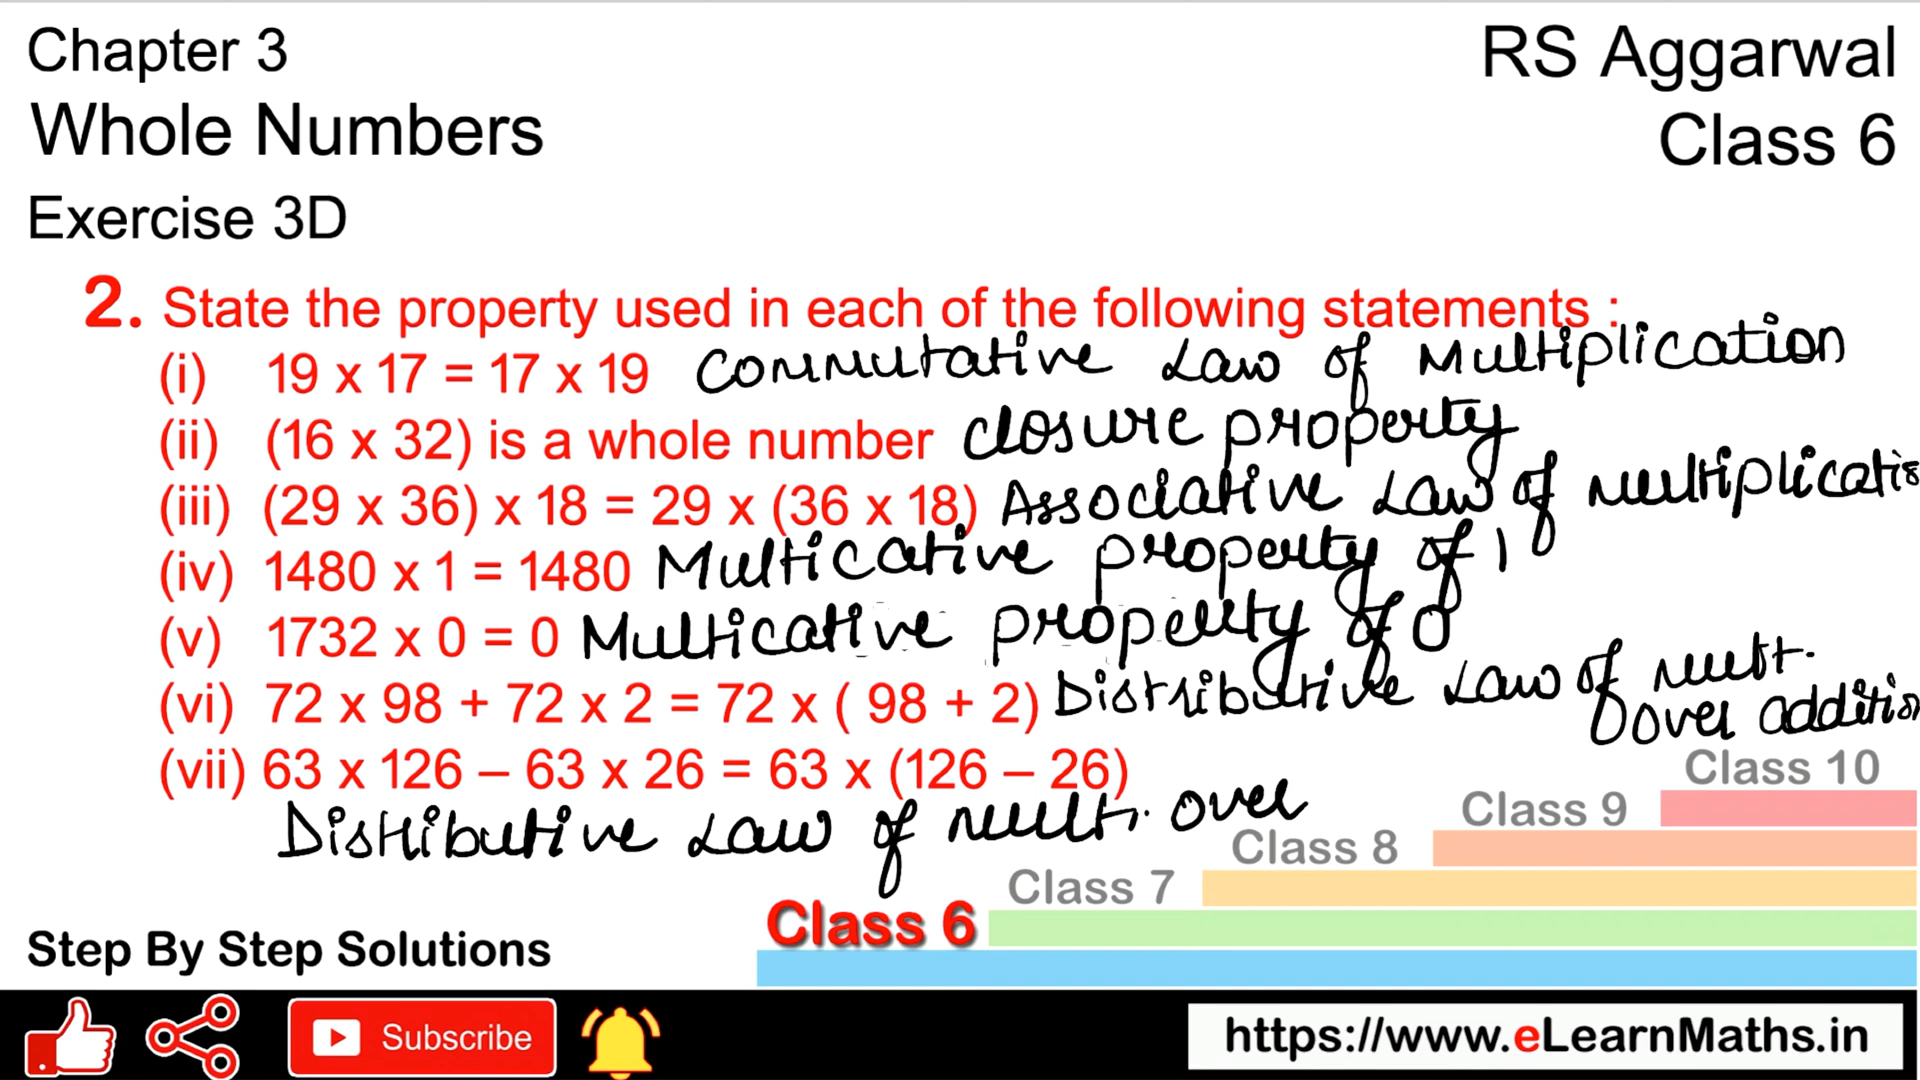 Chapter 3
RS Aggarwal
Whole Numbers
Class 6
Exercise 3D
2. State the property used in each of the following statements :
(i) 19 x 17 = 17 x 19 Commutative Law of Multiplication
(ii) (16 x 32) is a whole number closure property
(iii) (29 x 36) x 18 = 29 x (36 x 18) Associative Law of multiplicatio
(iv) 1480 x 1 = 1480 Multicative property of 1
(v) 1732 x 0 = 0 Multicative property of 0
(vi) 72 x 98 + 72 x 2 = 72 x ( 98 + 2) Distributive Law of mult.
over additio
(vii) 63 x 126 – 63 x 26 = 63 x (126 – 26)
Distributive Law of mult. over
Class 10
Class 9
Class 8
Class 7
Class 6
Step By Step Solutions
Subscribe
https://www.eLearnMaths.in